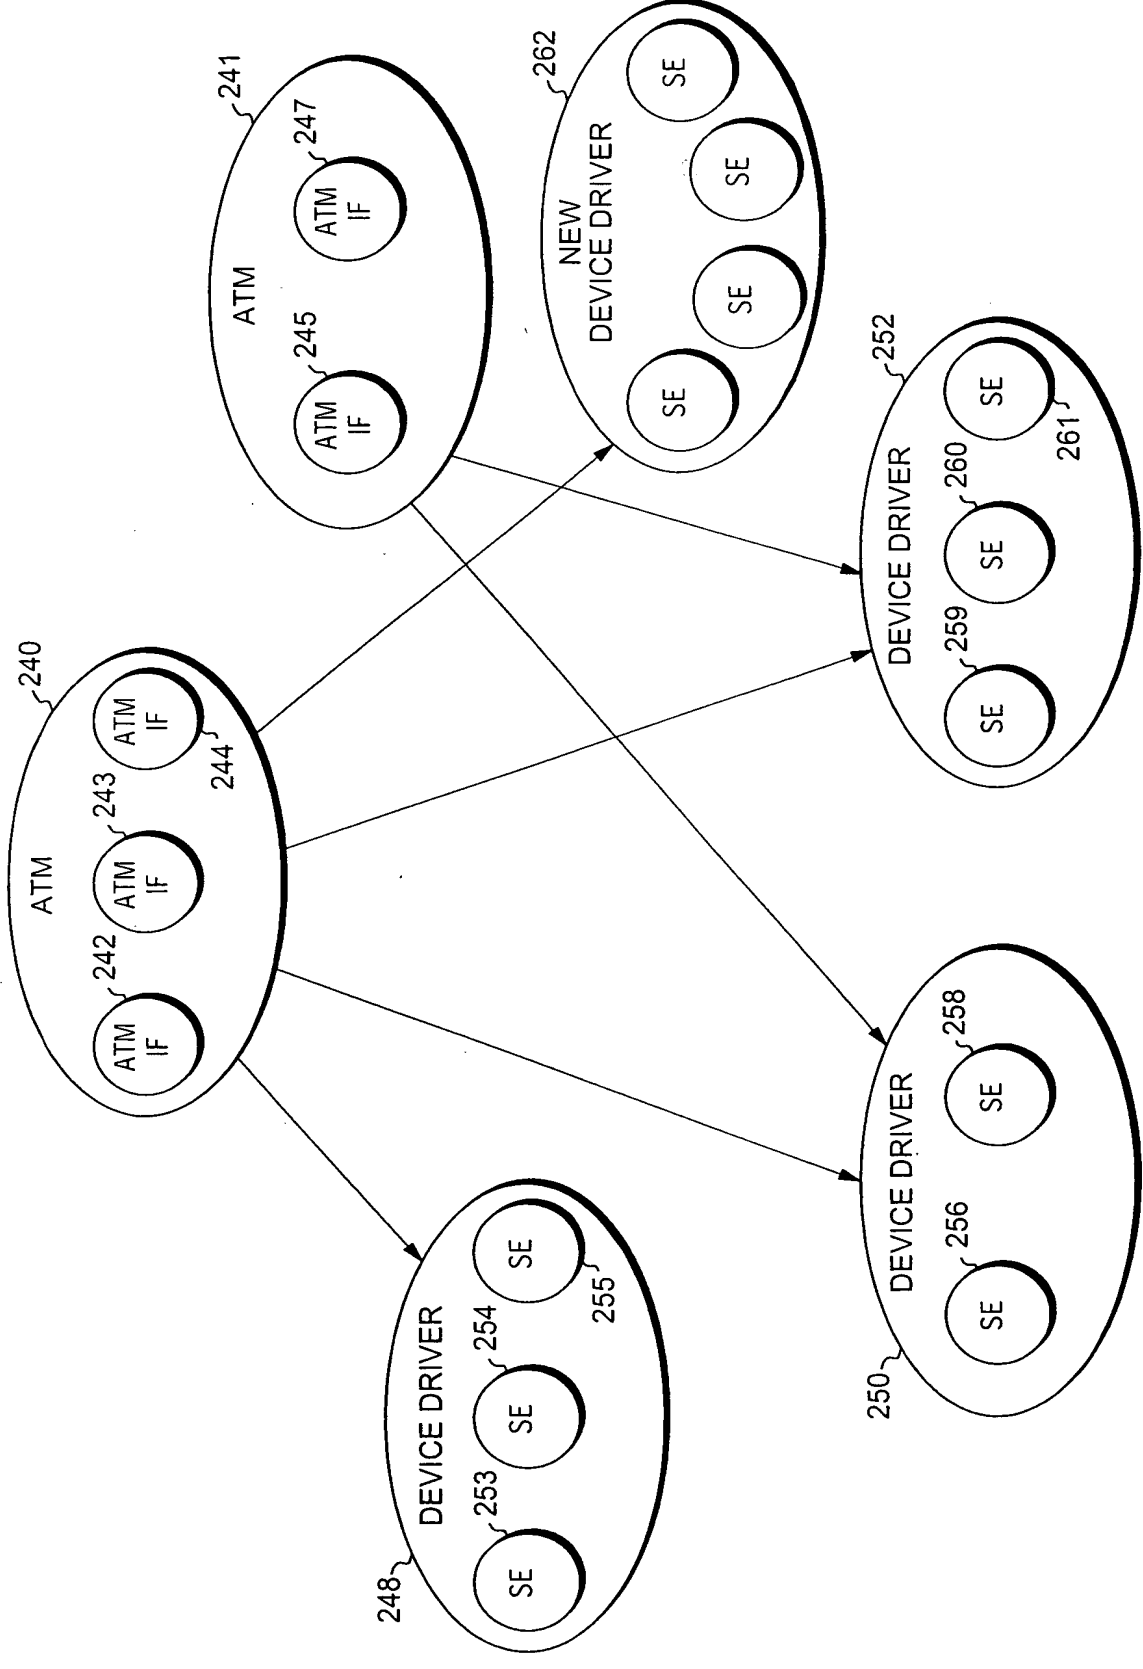 240
ATM
242
243
ATM
IF
ATM
IF
ATM
IF
244
241
ATM
245
247
ATM
IF
ATM
IF
248
DEVICE DRIVER
253
254
SE
SE
SE
255
262
NEW
DEVICE DRIVER
SE
SE
SE
SE
250
DEVICE DRIVER
256
258
SE
SE
252
DEVICE DRIVER
259
260
SE
SE
SE
261